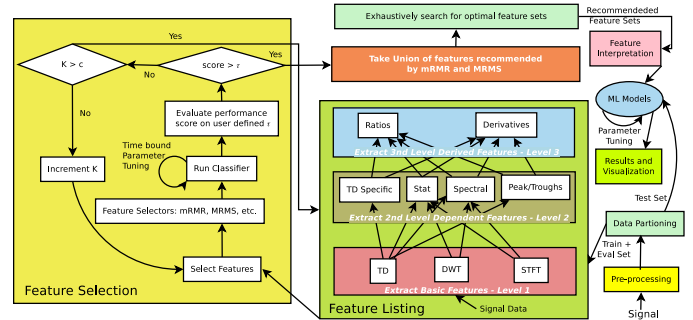 Yes
K > c
score > τ
Yes
No
No
Evaluate performance
score on user defined τ
Time bound
Parameter
Tuning
Run Classifier
Increment K
Feature Selectors: mRMR, MRMS, etc.
Select Features
Feature Selection
Exhaustively search for optimal feature sets
Take Union of features recommended
by mRMR and MRMS
Recommendeded
Feature Sets
Feature
Interpretation
ML Models
Parameter
Tuning
Results and
Visualization
Test Set
Data Partioning
Train +
Eval Set
Pre-processing
Signal
Ratios
Derivatives
Extract 3nd Level Derived Features - Level 3
TD Specific
Stat
Spectral
Peak/Troughs
Extract 2nd Level Dependent Features - Level 2
TD
DWT
STFT
Extract Basic Features - Level 1
Signal Data
Feature Listing